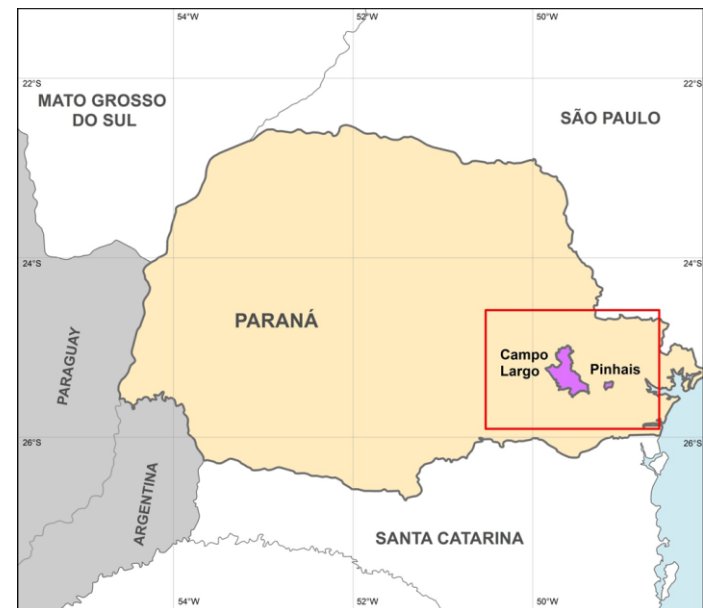 54°W
52°W
50°W
22°S
22°S
MATO GROSSO
DO SUL
SÃO PAULO
24°S
24°S
PARANÁ
PARAGUAY
Campo
Largo
Pinhais
26°S
26°S
ARGENTINA
SANTA CATARINA
54°W
52°W
50°W